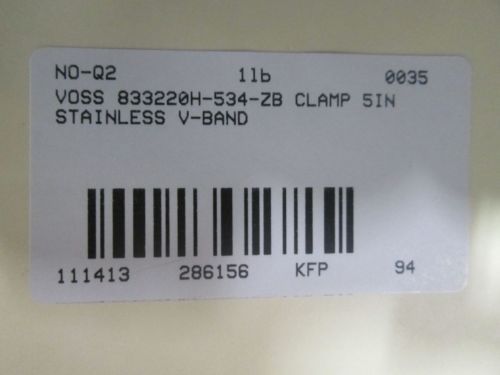 NO-Q2 1lb 0035
VOSS 833220H-534-ZB CLAMP 5IN
STAINLESS V-BAND
111413 286156 KFP 94